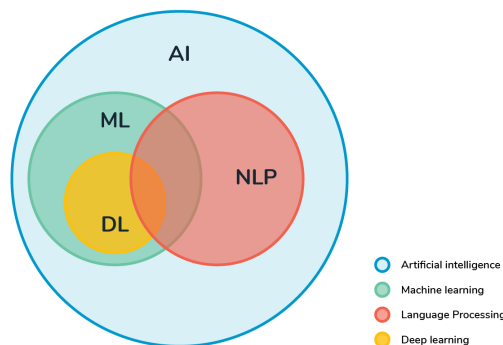 AI
ML
NLP
DL
Artificial intelligence
Machine learning
Language Processing
Deep learning